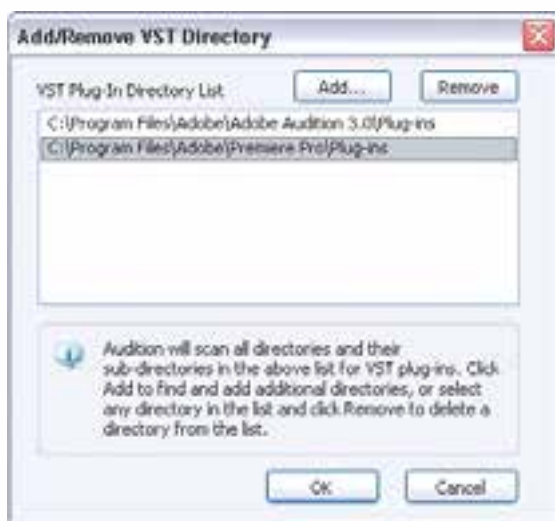 Add/Remove VST Directory
VST Plug-In Directory List
Add...
Remove
C:\Program Files\Adobe\Adobe Audition 3.0\Plug-ins
C:\Program Files\Adobe\Premiere Pro\Plug-ins
Audition will scan all directories and their
sub-directories in the above list for VST plug-ins. Click
Add to find and add additional directories, or select
any directory in the list and click Remove to delete a
directory from the list.
OK
Cancel